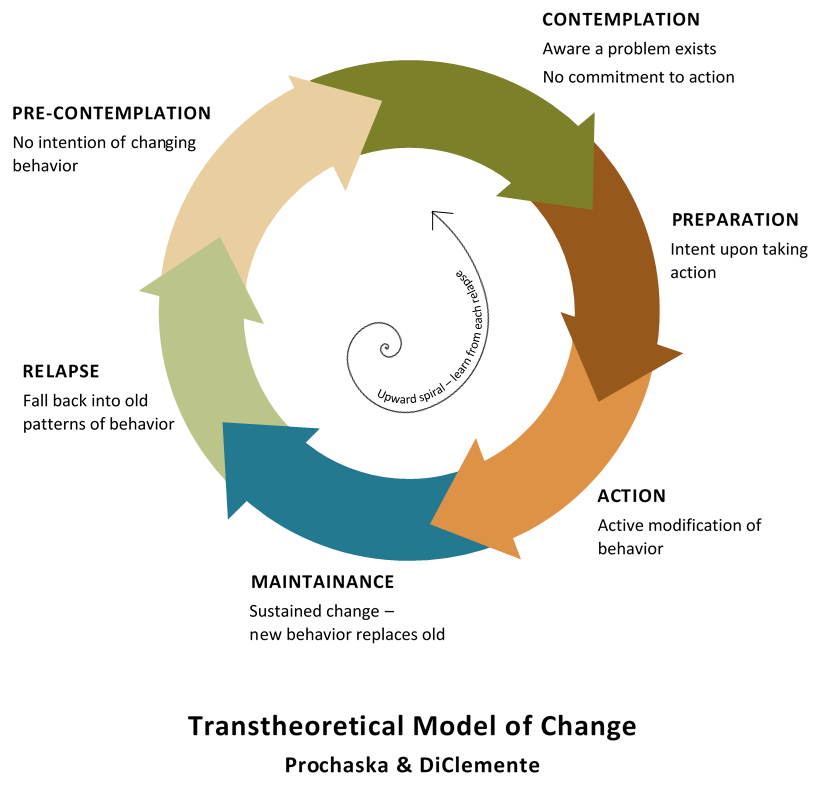 CONTEMPLATION
Aware a problem exists
No commitment to action
PRE-CONTEMPLATION
No intention of changing
behavior
PREPARATION
Intent upon taking
action
Upward spiral – learn from each relapse
RELAPSE
Fall back into old
patterns of behavior
ACTION
Active modification of
behavior
MAINTAINANCE
Sustained change –
new behavior replaces old
Transtheoretical Model of Change
Prochaska & DiClemente